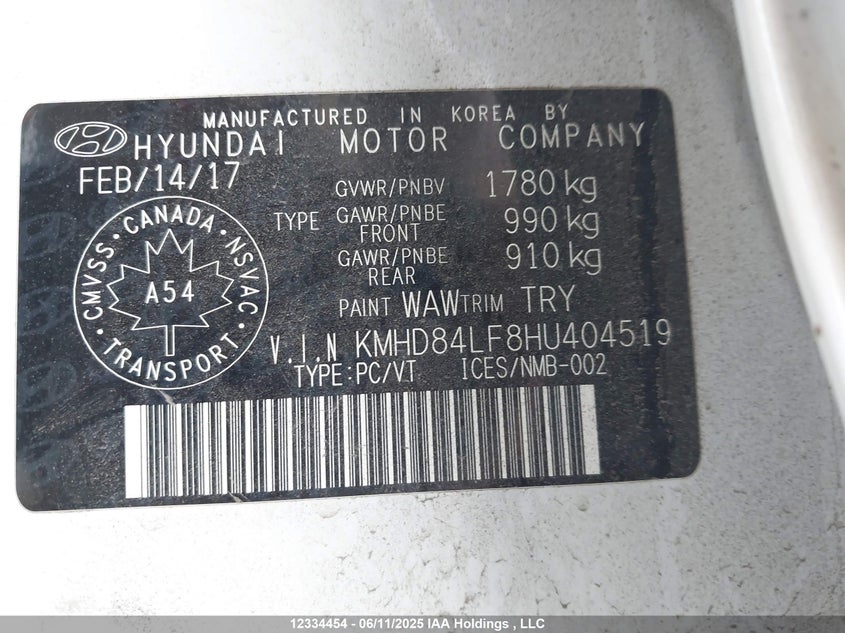 MANUFACTURED IN KOREA BY
HYUNDAI MOTOR COMPANY
FEB/14/17
GVWR/PNBV 1780 kg
TYPE GAWR/PNBE FRONT 990 kg
GAWR/PNBE REAR 910 kg
PAINT WAW TRIM TRY
CMVSS · CANADA · NSVAC · TRANSPORT ·
A54
V.I.N KMHD84LF8HU404519
TYPE:PC/VT ICES/NMB-002
12334454 - 06/11/2025 IAA Holdings , LLC